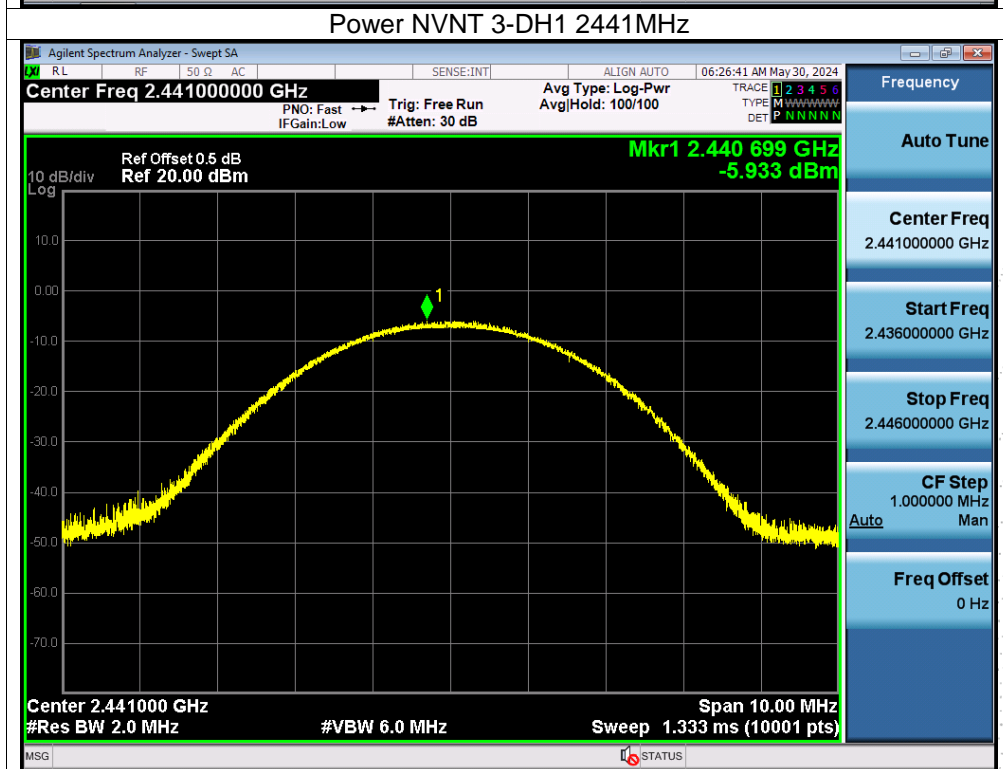 Power NVNT 3-DH1 2441MHz
Agilent Spectrum Analyzer - Swept SA
LXI RL RF 50 Ω AC SENSE:INT ALIGN AUTO 06:26:41 AM May 30, 2024
Center Freq 2.441000000 GHz
PNO: Fast
IFGain:Low
Trig: Free Run
#Atten: 30 dB
Avg Type: Log-Pwr
Avg|Hold: 100/100
TRACE 1 2 3 4 5 6
TYPE M WWWWW
DET P N N N N N
Mkr1 2.440 699 GHz
-5.933 dBm
Ref Offset 0.5 dB
10 dB/div Ref 20.00 dBm
Log
10.0
0.00
-10.0
-20.0
-30.0
-40.0
-50.0
-60.0
-70.0
1
Center 2.441000 GHz Span 10.00 MHz
#Res BW 2.0 MHz #VBW 6.0 MHz Sweep 1.333 ms (10001 pts)
MSG STATUS
Frequency
Auto Tune
Center Freq
2.441000000 GHz
Start Freq
2.436000000 GHz
Stop Freq
2.446000000 GHz
CF Step
1.000000 MHz
Auto Man
Freq Offset
0 Hz